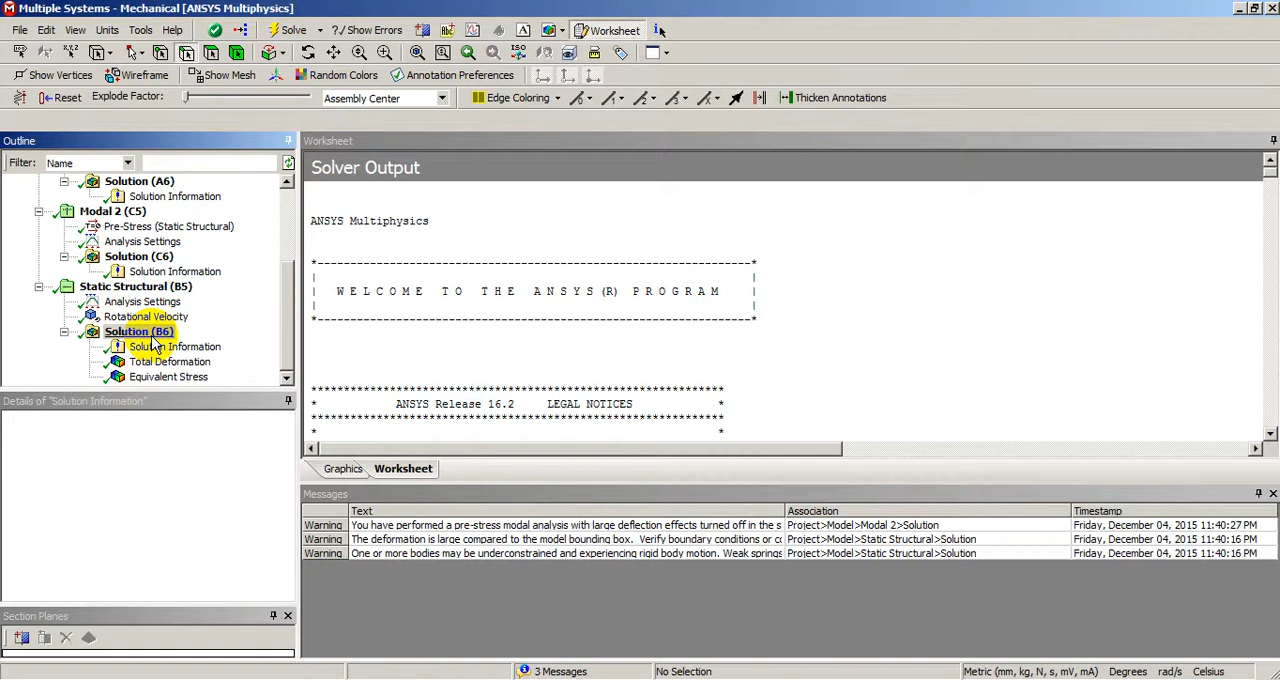 Multiple Systems - Mechanical [ANSYS Multiphysics]
File Edit View Units Tools Help Solve ?/Show Errors A Worksheet i
ISO
Show Vertices Wireframe Show Mesh Random Colors Annotation Preferences
Reset Explode Factor: Assembly Center Edge Coloring Thicken Annotations
Outline
Filter: Name
Solution (A6)
Solution Information
Modal 2 (C5)
Pre-Stress (Static Structural)
Analysis Settings
Solution (C6)
Solution Information
Static Structural (B5)
Analysis Settings
Rotational Velocity
Solution (B6)
Solution Information
Total Deformation
Equivalent Stress
Details of "Solution Information"
Section Planes
Worksheet
Solver Output
ANSYS Multiphysics
*------------------------------------------------------------------*
| |
| W E L C O M E T O T H E A N S Y S (R) P R O G R A M |
| |
*------------------------------------------------------------------*
***************************************************************
* ANSYS Release 16.2 LEGAL NOTICES *
***************************************************************
* *
Graphics Worksheet
Messages
Text Association Timestamp
Warning You have performed a pre-stress modal analysis with large deflection effects turned off in the s Project>Model>Modal 2>Solution Friday, December 04, 2015 11:40:27 PM
Warning The deformation is large compared to the model bounding box. Verify boundary conditions or co Project>Model>Static Structural>Solution Friday, December 04, 2015 11:40:16 PM
Warning One or more bodies may be underconstrained and experiencing rigid body motion. Weak springs Project>Model>Static Structural>Solution Friday, December 04, 2015 11:40:16 PM
3 Messages No Selection Metric (mm, kg, N, s, mV, mA) Degrees rad/s Celsius